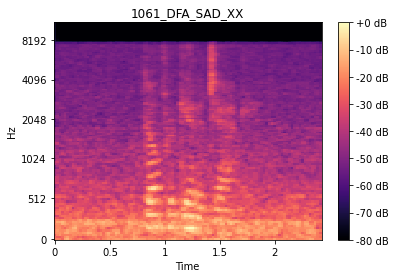 1061_DFA_SAD_XX
+0 dB
8192
-10 dB
4096
-20 dB
-30 dB
Hz
2048
-40 dB
1024
-50 dB
512
-60 dB
-70 dB
0
-80 dB
0 0.5 1 1.5 2
Time